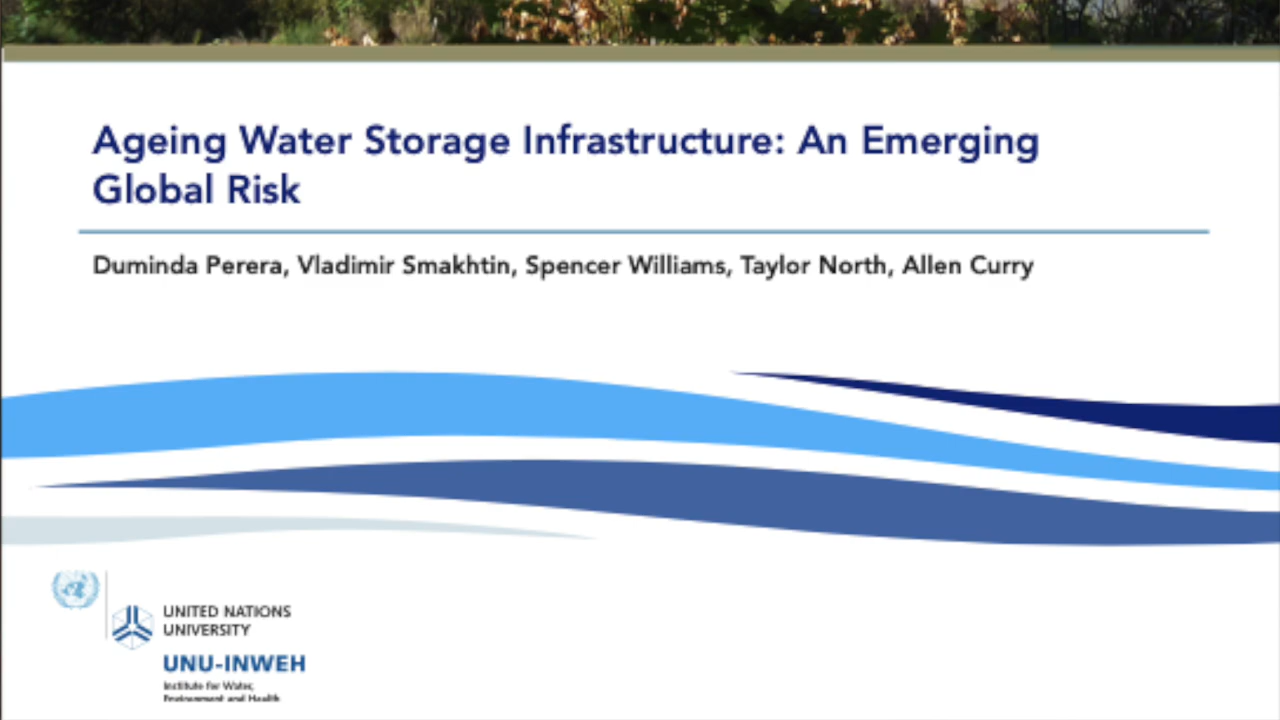 Ageing Water Storage Infrastructure: An Emerging
Global Risk
Duminda Perera, Vladimir Smakhtin, Spencer Williams, Taylor North, Allen Curry
UNITED NATIONS
UNIVERSITY
UNU-INWEH
Institute for Water,
Environment and Health